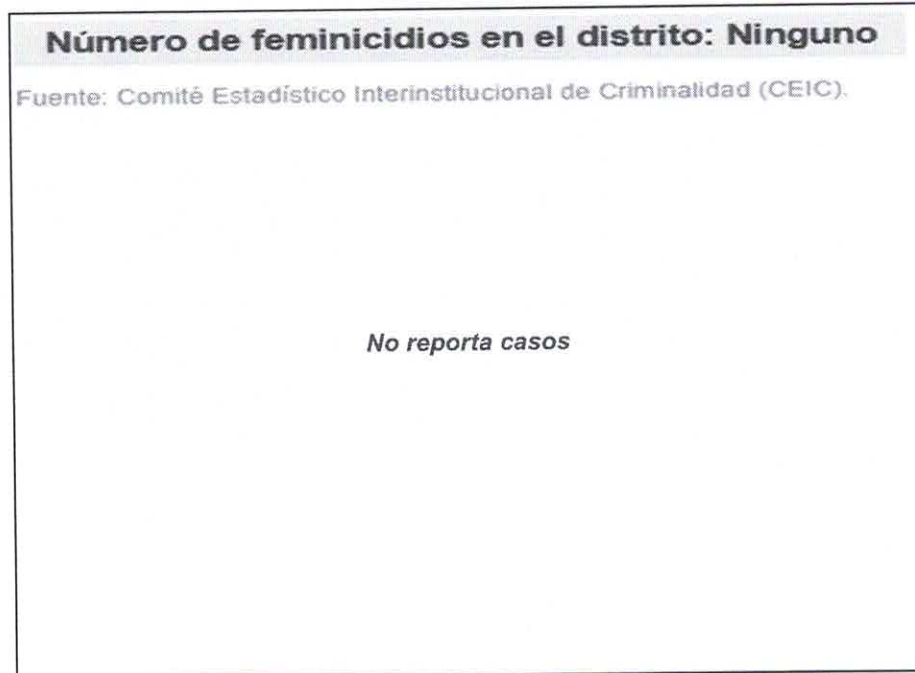 Número de feminicidios en el distrito: Ninguno
Fuente: Comité Estadístico Interinstitucional de Criminalidad (CEIC).
No reporta casos